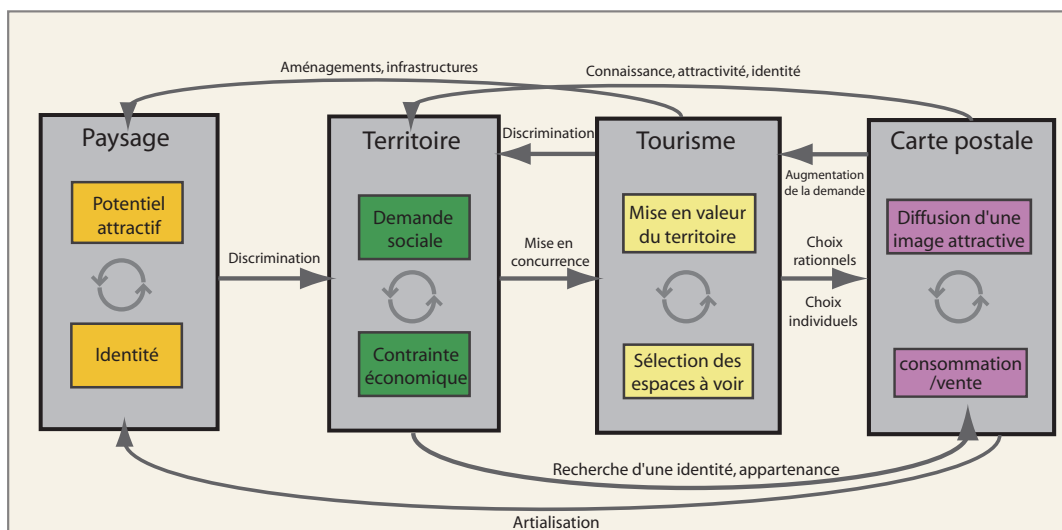 Aménagements, infrastructures
Connaissance, attractivité, identité
Paysage
Territoire
Discrimination
Tourisme
Carte postale
Augmentation
de la demande
Potentiel
attractif
Demande
sociale
Mise en valeur
du territoire
Diffusion d'une
image attractive
Discrimination
Mise en
concurrence
Choix
rationnels
Choix
individuels
Identité
Contrainte
économique
Sélection des
espaces à voir
consommation
/vente
Recherche d'une identité, appartenance
Artialisation